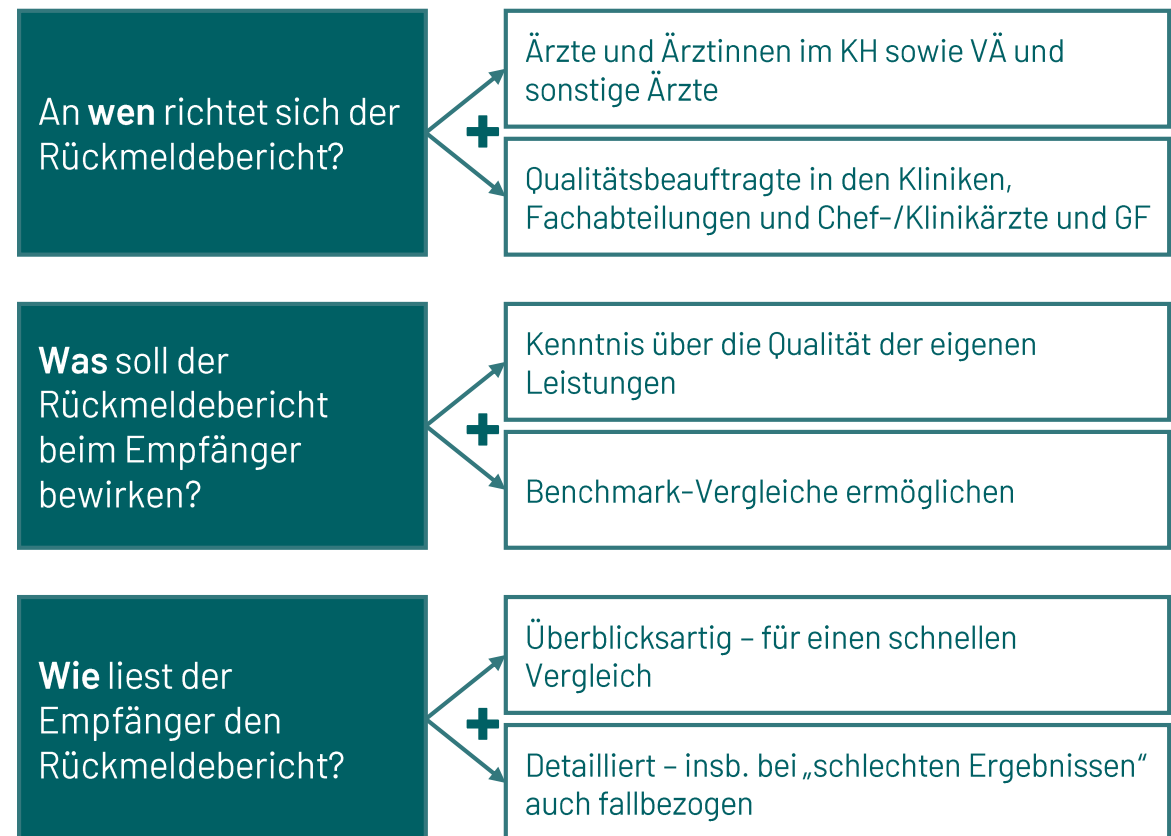 An wen richtet sich der
Rückmeldebericht?
Ärzte und Ärztinnen im KH sowie VÄ und
sonstige Ärzte
+
Qualitätsbeauftragte in den Kliniken,
Fachabteilungen und Chef-/Klinikärzte und GF
Was soll der
Rückmeldebericht
beim Empfänger
bewirken?
Kenntnis über die Qualität der eigenen
Leistungen
+
Benchmark-Vergleiche ermöglichen
Wie liest der
Empfänger den
Rückmeldebericht?
Überblicksartig – für einen schnellen
Vergleich
+
Detailliert – insb. bei „schlechten Ergebnissen“
auch fallbezogen